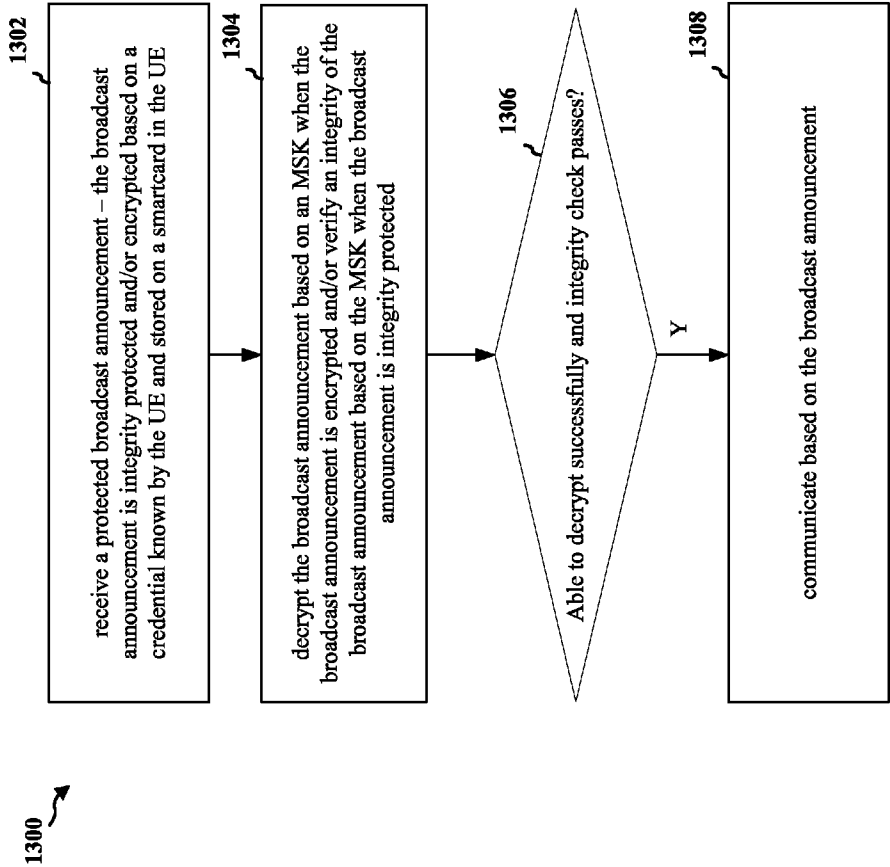 1300
1302
receive a protected broadcast announcement – the broadcast
announcement is integrity protected and/or encrypted based on a
credential known by the UE and stored on a smartcard in the UE
1304
decrypt the broadcast announcement based on an MSK when the
broadcast announcement is encrypted and/or verify an integrity of the
broadcast announcement based on the MSK when the broadcast
announcement is integrity protected
1306
Able to decrypt successfully and integrity check passes?
Y
1308
communicate based on the broadcast announcement